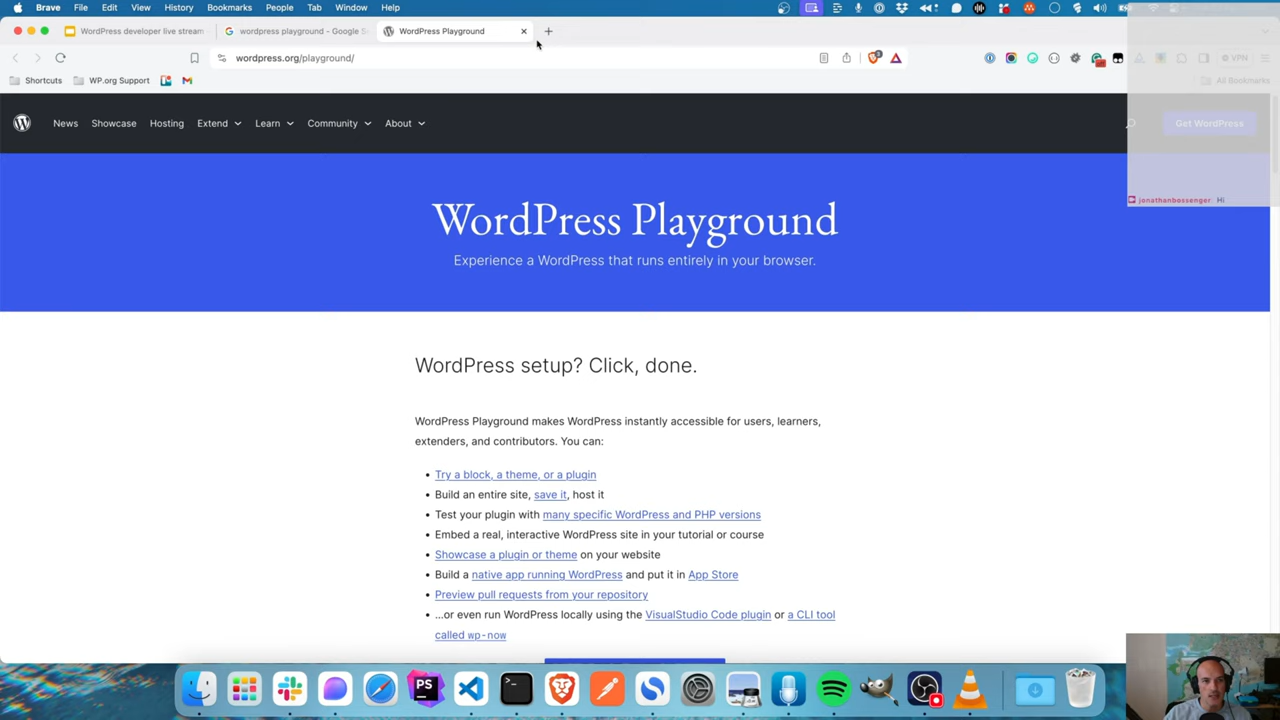 Brave File Edit View History Bookmarks People Tab Window Help
WordPress developer live stream
wordpress playground - Google S
WordPress Playground
wordpress.org/playground/
VPN
Shortcuts
WP.org Support
All Bookmarks
News Showcase Hosting Extend Learn Community About
Get WordPress
jonathanbossenger: Hi
WordPress Playground
Experience a WordPress that runs entirely in your browser.
WordPress setup? Click, done.
WordPress Playground makes WordPress instantly accessible for users, learners,
extenders, and contributors. You can:
• Try a block, a theme, or a plugin
• Build an entire site, save it, host it
• Test your plugin with many specific WordPress and PHP versions
• Embed a real, interactive WordPress site in your tutorial or course
• Showcase a plugin or theme on your website
• Build a native app running WordPress and put it in App Store
• Preview pull requests from your repository
• ...or even run WordPress locally using the VisualStudio Code plugin or a CLI tool
called wp-now
PS